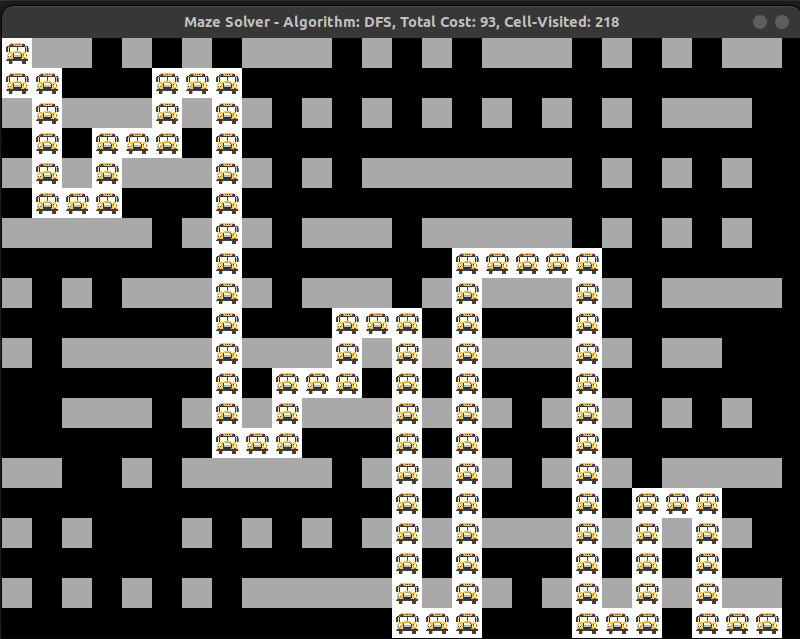 Maze Solver - Algorithm: DFS, Total Cost: 93, Cell-Visited: 218